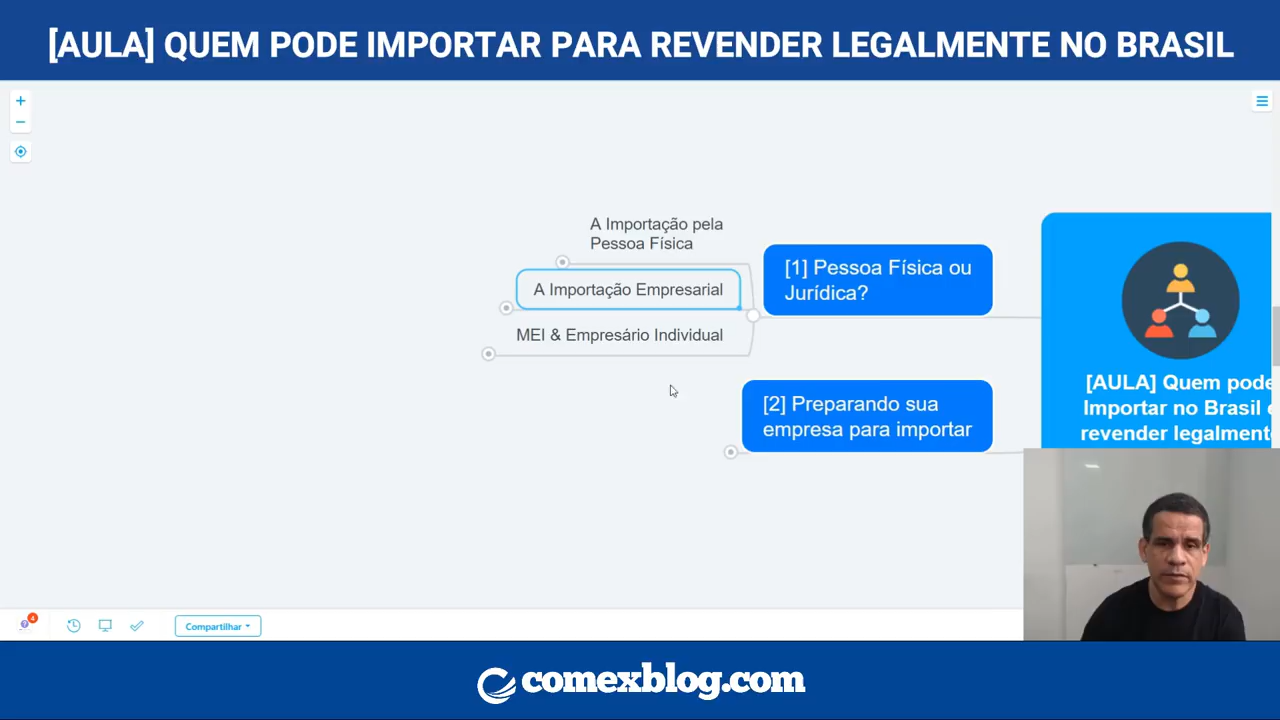 [AULA] QUEM PODE IMPORTAR PARA REVENDER LEGALMENTE NO BRASIL
A Importação pela
Pessoa Física
A Importação Empresarial
MEI & Empresário Individual
[1] Pessoa Física ou
Jurídica?
[2] Preparando sua
empresa para importar
[AULA] Quem pode
Importar no Brasil e
revender legalment
4
Compartilhar
comexblog.com